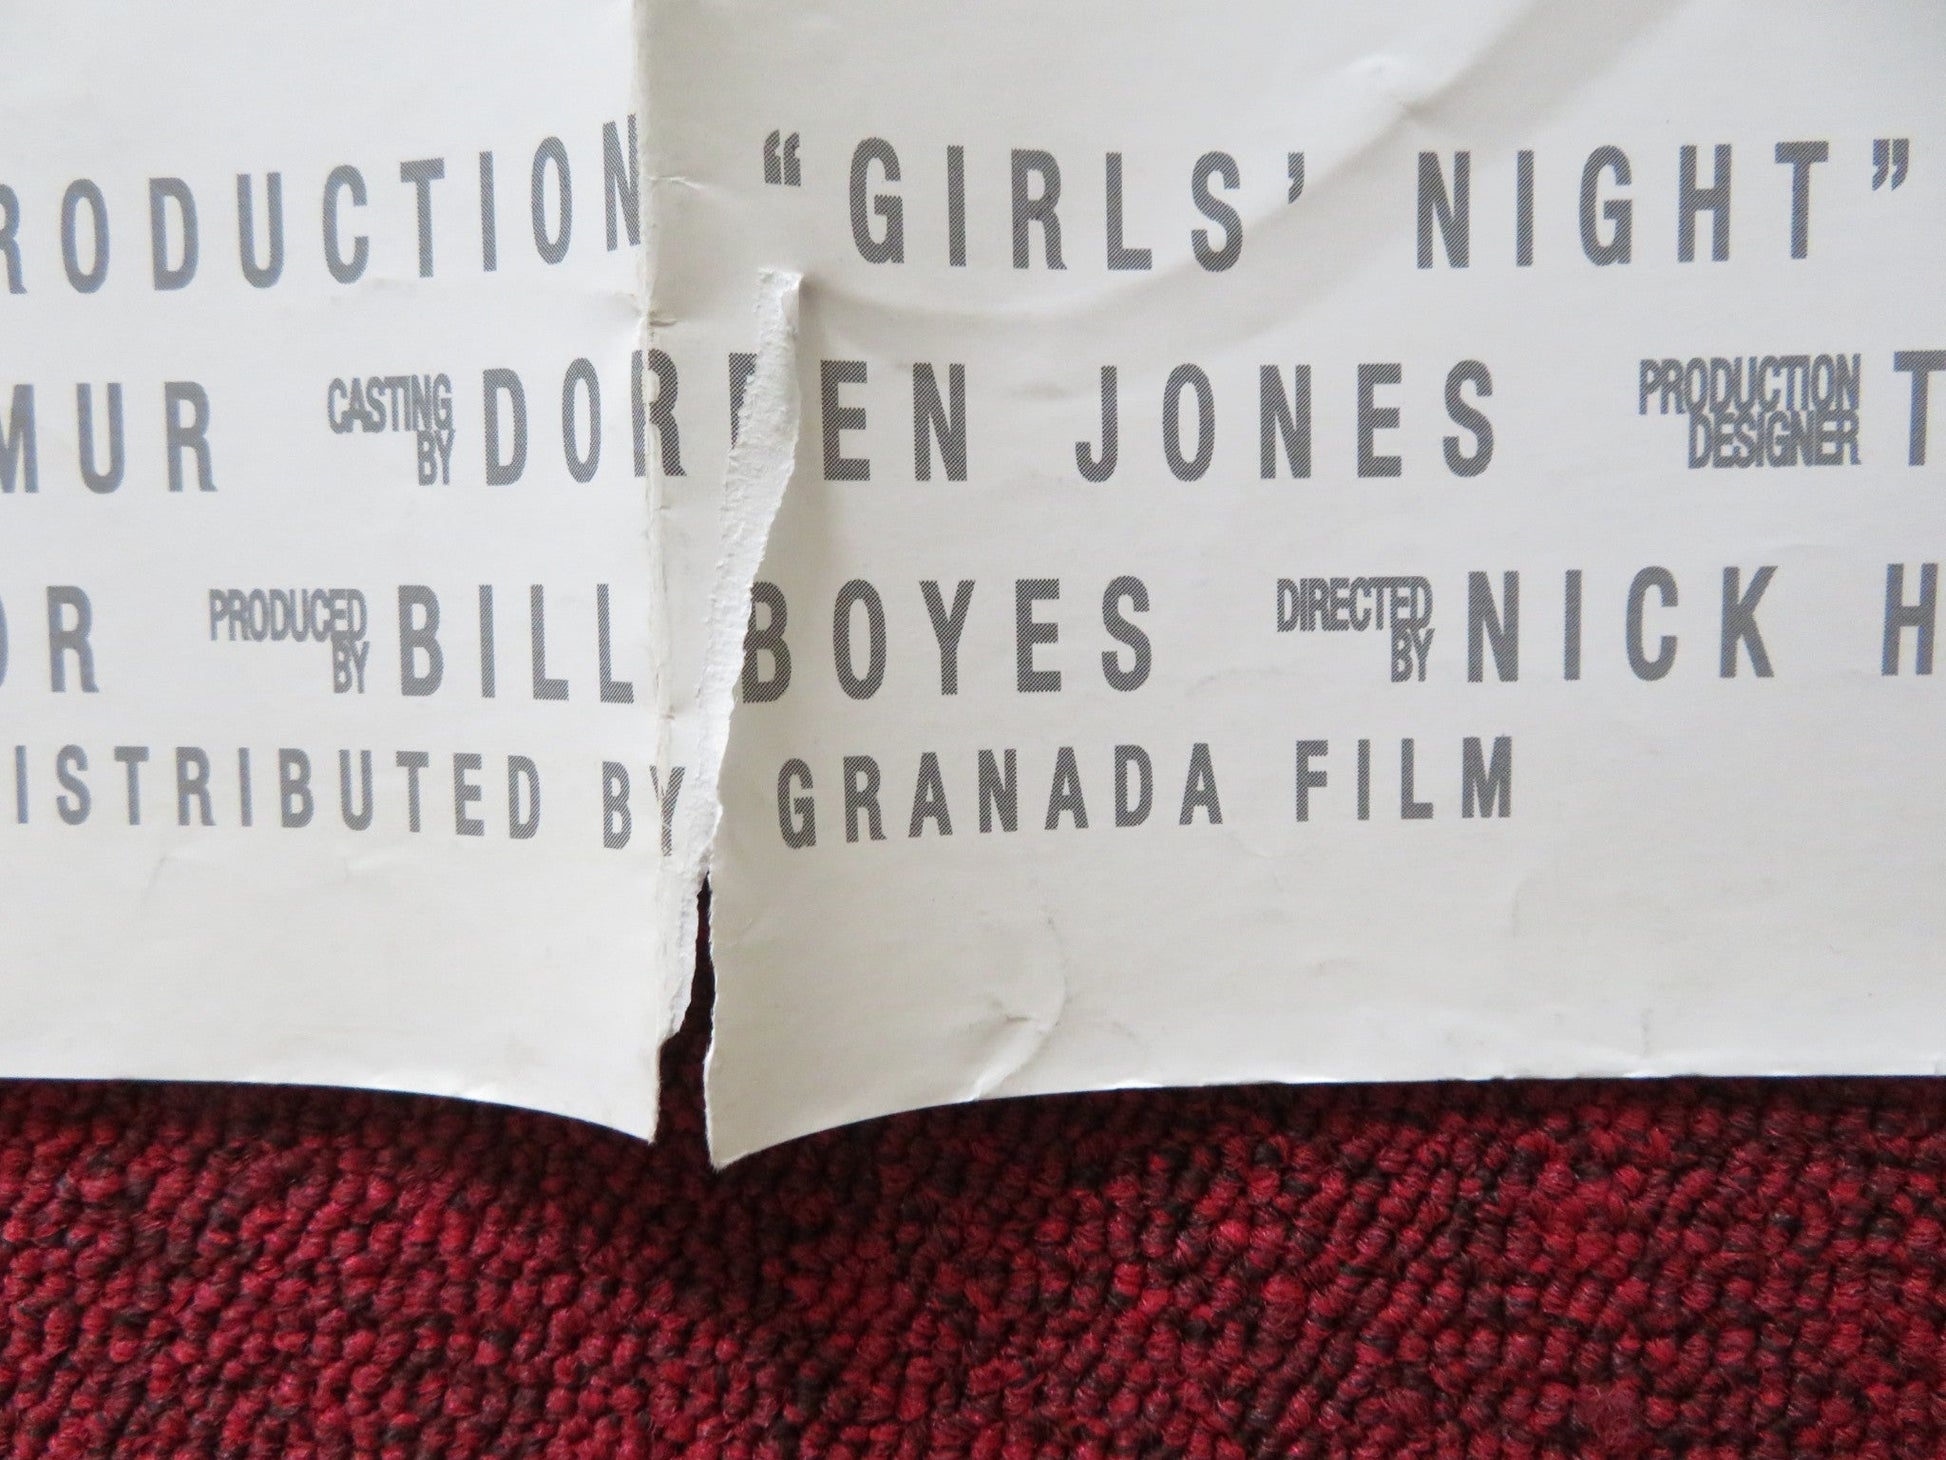 RODUCTION “GIRLS’ NIGHT”
MUR CASTING BY DOREEN JONES PRODUCTION DESIGNER T
OR PRODUCED BY BILL BOYES DIRECTED BY NICK H
ISTRIBUTED BY GRANADA FILM